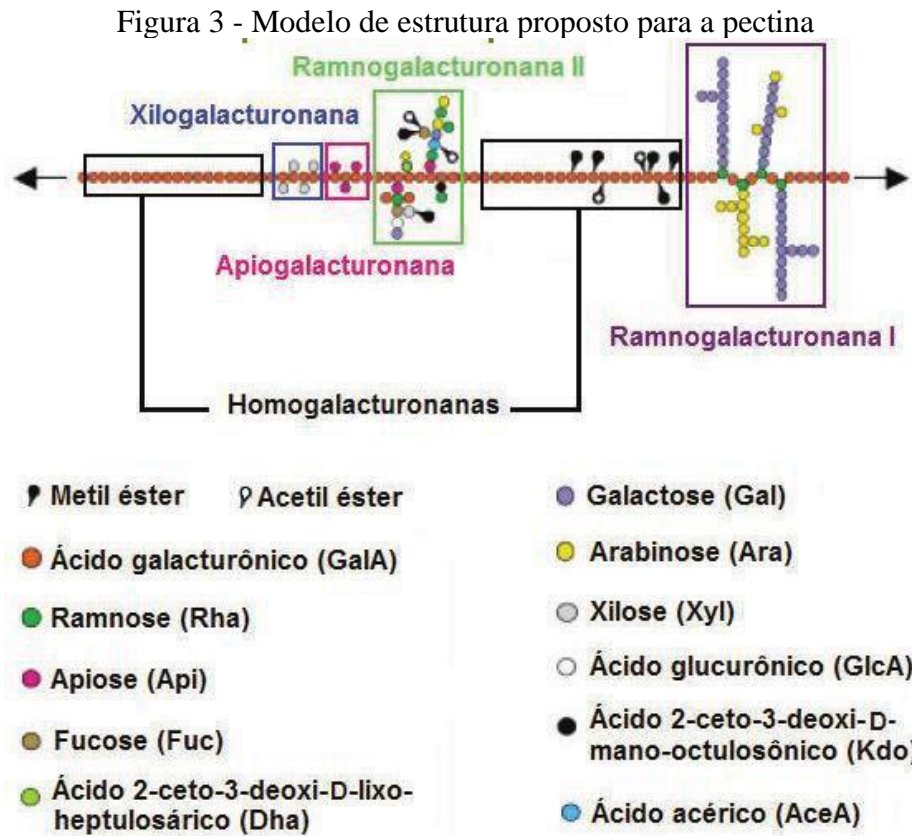 Figura 3 - Modelo de estrutura proposto para a pectina
Ramnogalacturonana II
Xilogalacturonana
Apiogalacturonana
Ramnogalacturonana I
Homogalacturonanas
Metil éster
Acetil éster
Ácido galacturônico (GalA)
Ramnose (Rha)
Apiose (Api)
Fucose (Fuc)
Ácido 2-ceto-3-deoxi-D-lixo-
heptulosárico (Dha)
Galactose (Gal)
Arabinose (Ara)
Xilose (Xyl)
Ácido glucurônico (GlcA)
Ácido 2-ceto-3-deoxi-D-
mano-octulosônico (Kdo)
Ácido acérico (AceA)